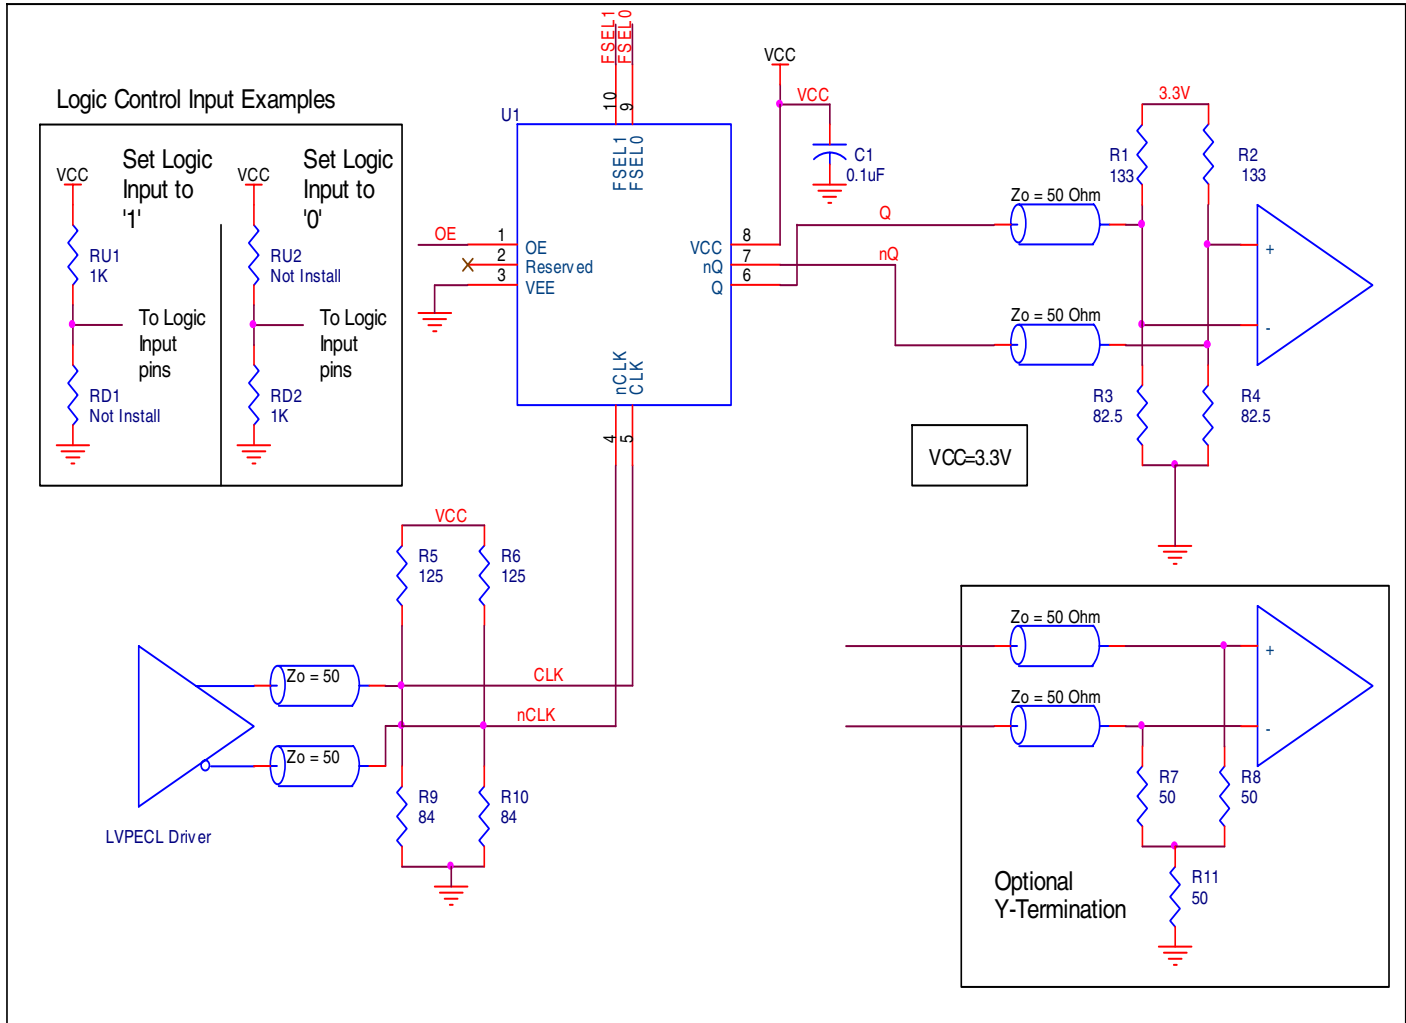 FSEL1
FSEL0
10
9
U1
FSEL1
FSEL0
OE
1
OE
2
Reserved
3
VEE
VCC
8
nQ
7
Q
6
nCLK
CLK
4
5
Logic Control Input Examples
VCC
Set Logic
Input to
'1'
RU1
1K
To Logic
Input
pins
RD1
Not Install
VCC
Set Logic
Input to
'0'
RU2
Not Install
To Logic
Input
pins
RD2
1K
VCC
VCC
C1
0.1uF
Q
nQ
Zo = 50 Ohm
Zo = 50 Ohm
3.3V
R1
133
R2
133
+
-
R3
82.5
R4
82.5
VCC=3.3V
VCC
R5
125
R6
125
Zo = 50
CLK
nCLK
Zo = 50
R9
84
R10
84
LVPECL Driver
Zo = 50 Ohm
Zo = 50 Ohm
+
-
R7
50
R8
50
R11
50
Optional
Y-Termination